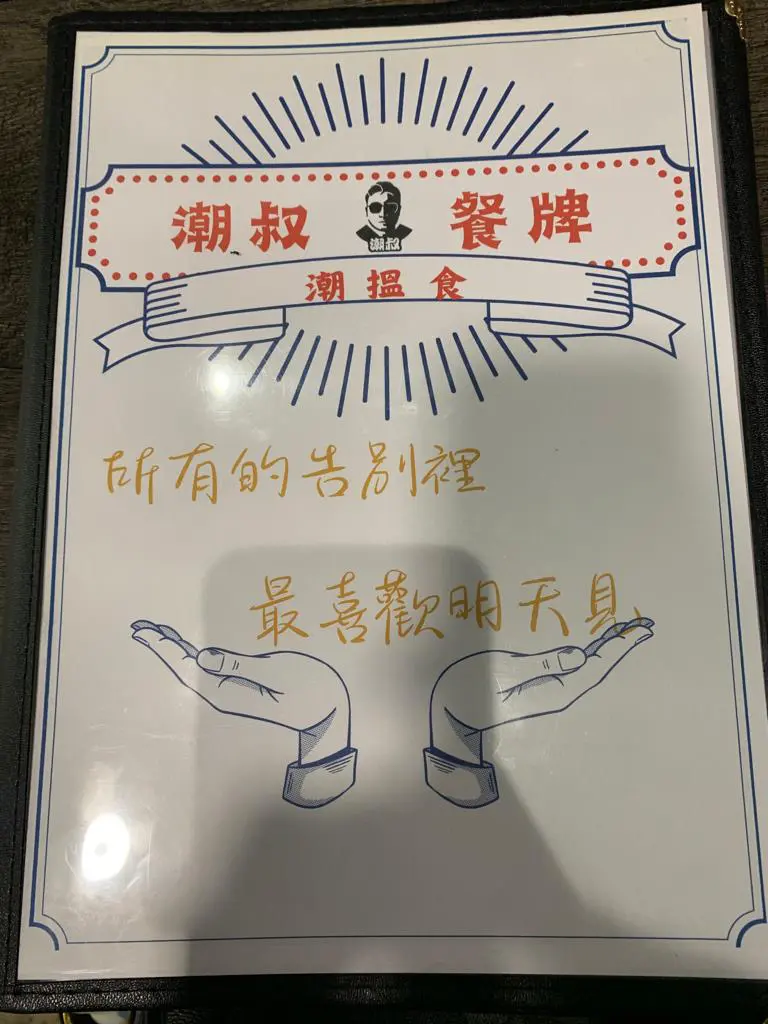 潮叔 潮叔 餐牌
潮搵食
所有的告別裡
最喜歡明天見